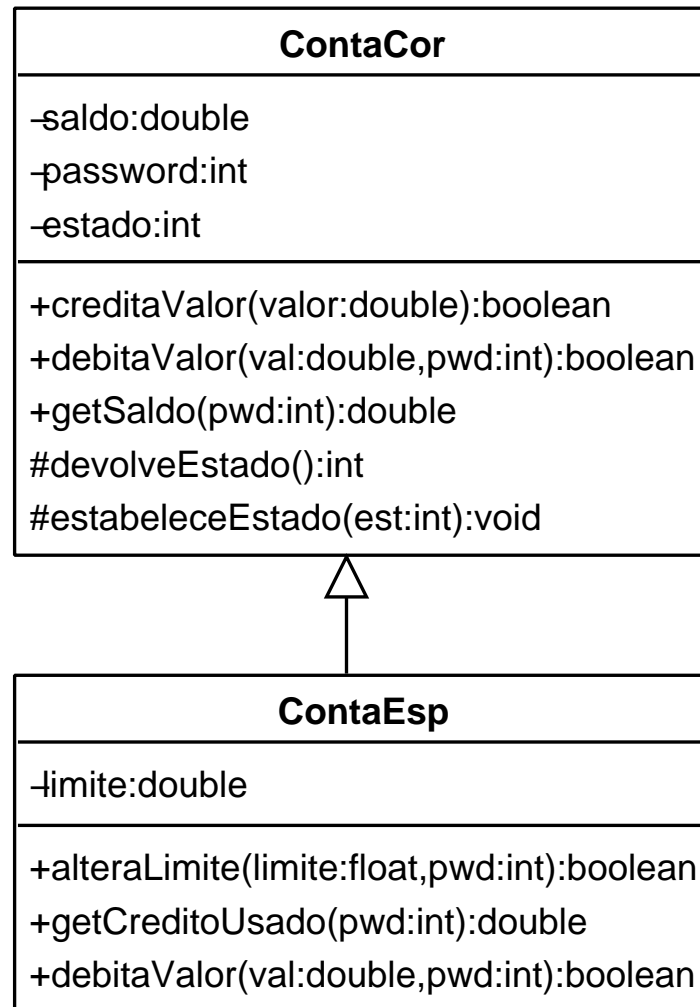 ContaCor
-saldo:double
-password:int
-estado:int
+creditaValor(valor:double):boolean
+debitaValor(val:double,pwd:int):boolean
+getSaldo(pwd:int):double
#devolveEstado():int
#estabeleceEstado(est:int):void
ContaEsp
-limite:double
+alteraLimite(limite:float,pwd:int):boolean
+getCreditoUsado(pwd:int):double
+debitaValor(val:double,pwd:int):boolean